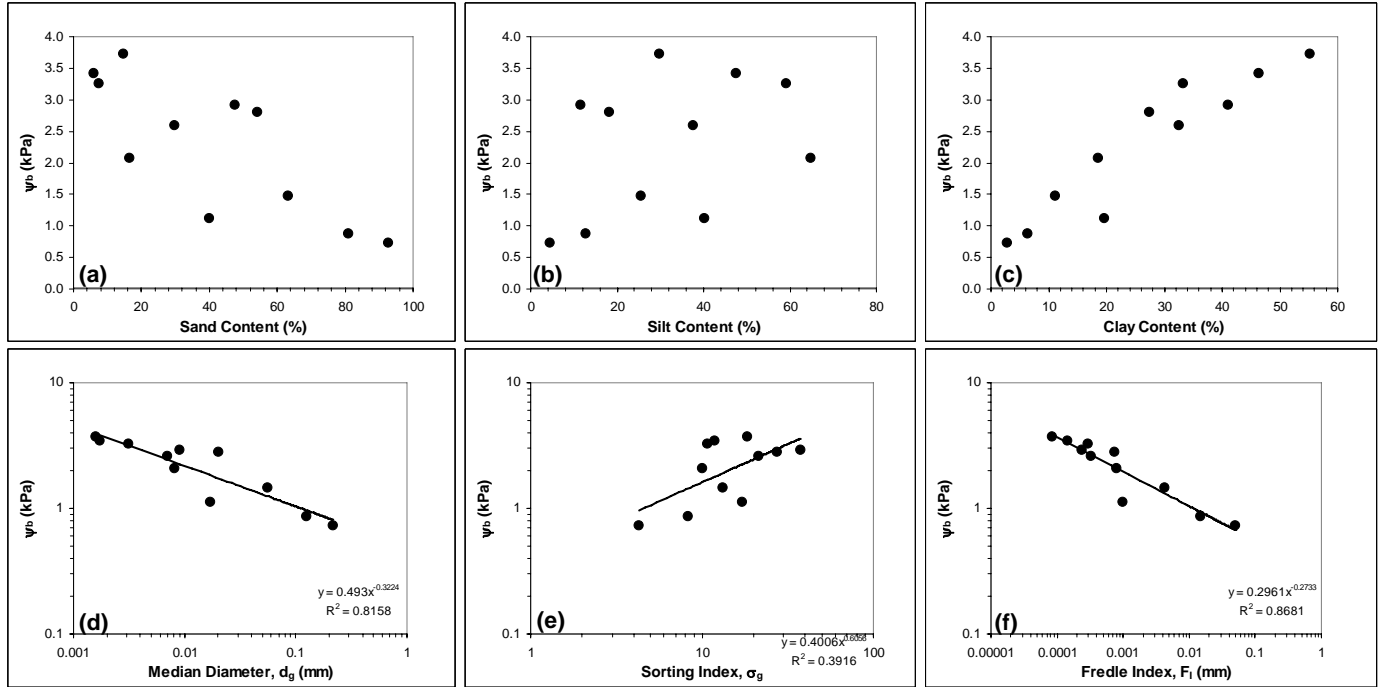 4.0
3.5
3.0
2.5
2.0
1.5
1.0
0.5
0.0
ψb (kPa)
(a)
0 20 40 60 80 100
Sand Content (%)
4.0
3.5
3.0
2.5
2.0
1.5
1.0
0.5
0.0
ψb (kPa)
(b)
0 20 40 60 80
Silt Content (%)
4.0
3.5
3.0
2.5
2.0
1.5
1.0
0.5
0.0
ψb (kPa)
(c)
0 10 20 30 40 50 60
Clay Content (%)
10
1
0.1
ψb (kPa)
y = 0.493x^-0.3224
R² = 0.8158
(d)
0.001 0.01 0.1 1
Median Diameter, dg (mm)
10
1
0.1
ψb (kPa)
(e)
y = 0.4006x^0.6056
R² = 0.3916
1 10 100
Sorting Index, σg
10
1
0.1
ψb (kPa)
y = 0.2961x^-0.2733
R² = 0.8681
(f)
0.00001 0.0001 0.001 0.01 0.1 1
Fredle Index, FI (mm)